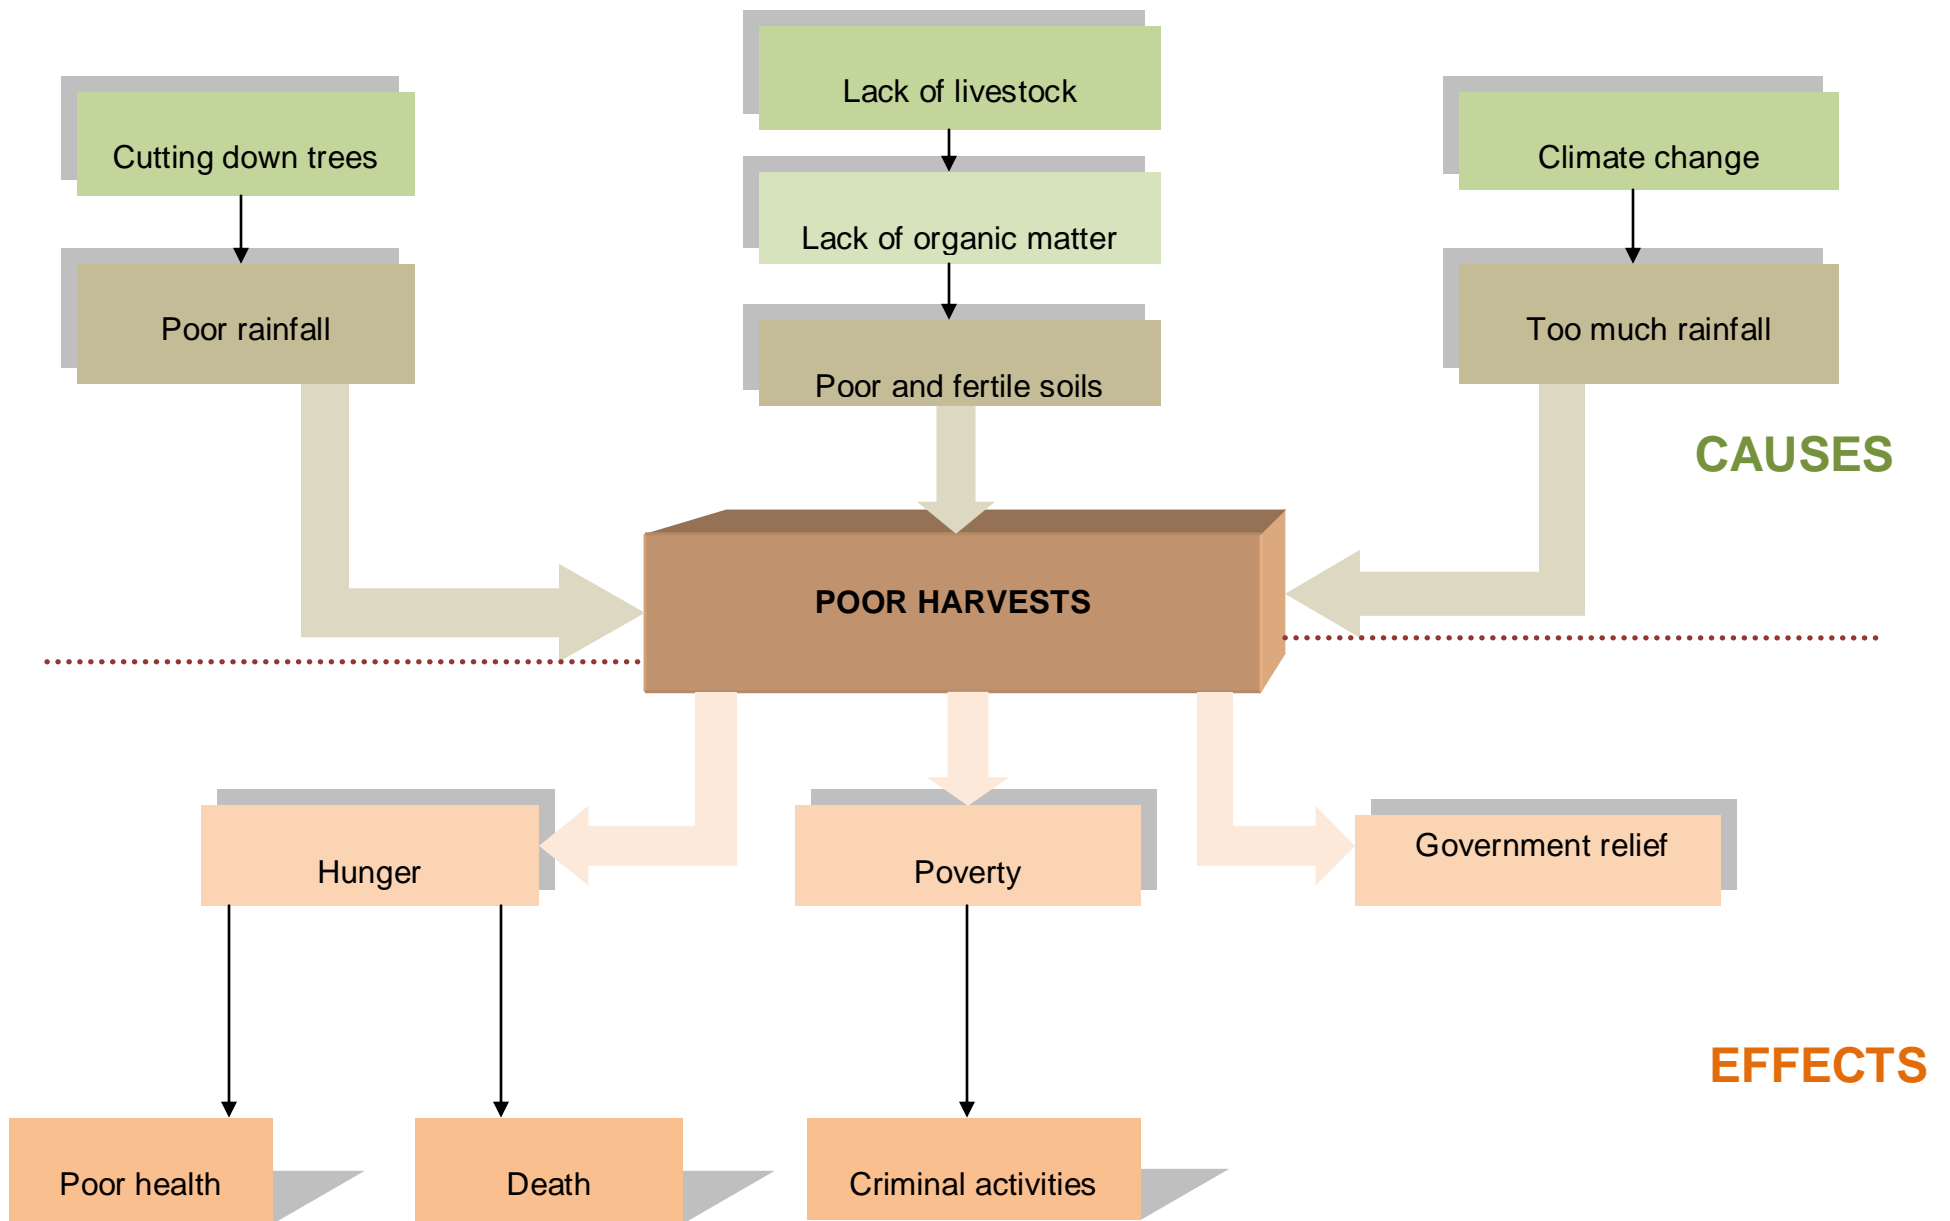 Lack of livestock
Cutting down trees
Climate change
Lack of organic matter
Poor rainfall
Too much rainfall
Poor and fertile soils
CAUSES
POOR HARVESTS
Government relief
Hunger
Poverty
EFFECTS
Poor health
Death
Criminal activities